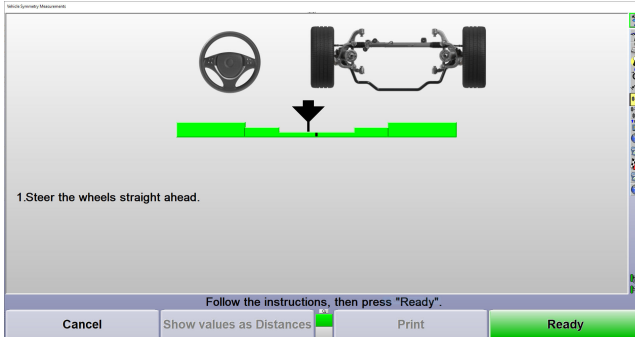 Vehicle Symmetry Measurements
1.Steer the wheels straight ahead.
Follow the instructions, then press "Ready".
Cancel
Show values as Distances
Print
Ready